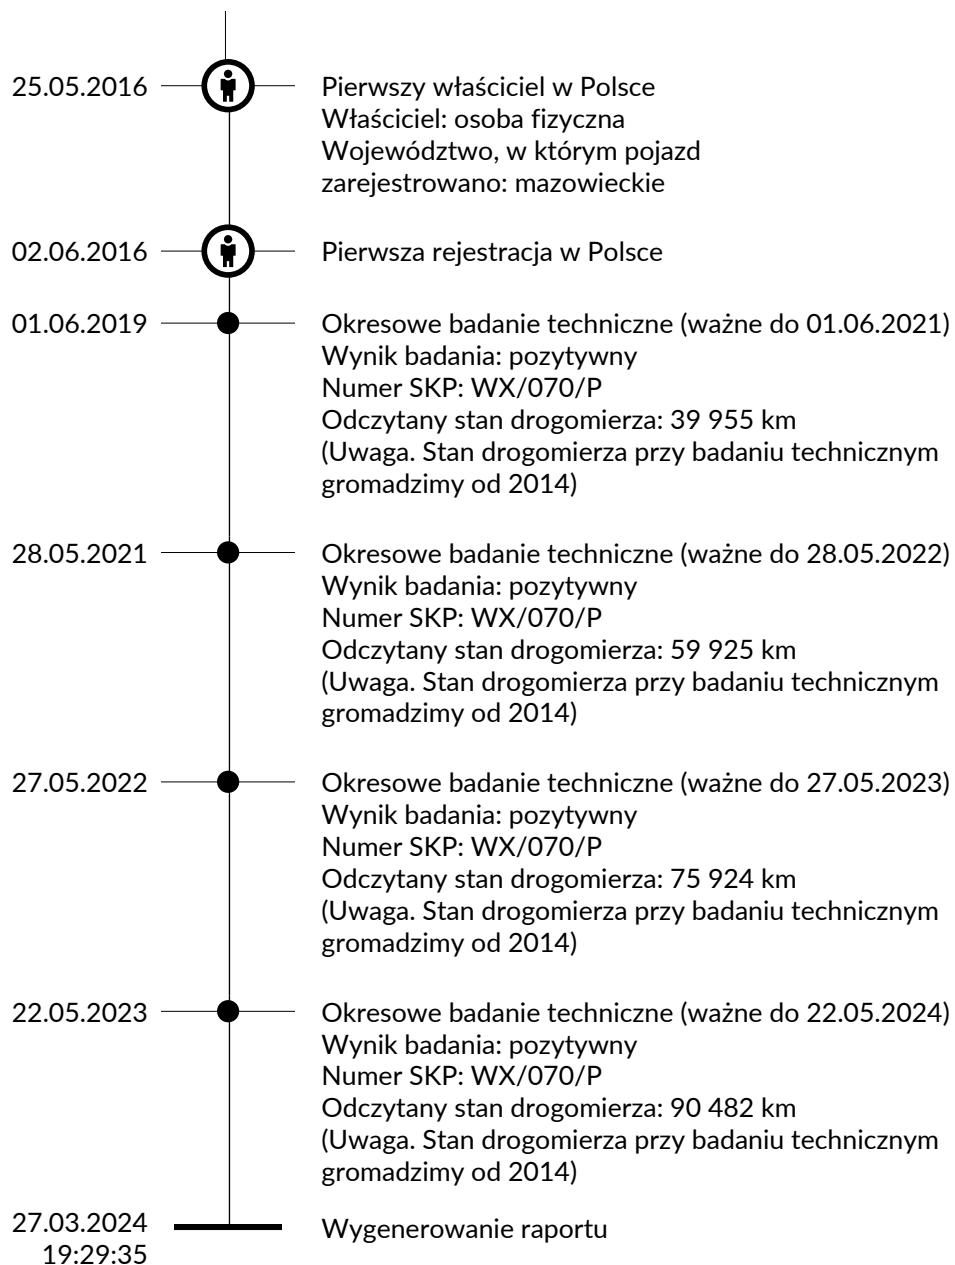 25.05.2016
Pierwszy właściciel w Polsce
Właściciel: osoba fizyczna
Województwo, w którym pojazd
zarejestrowano: mazowieckie
02.06.2016
Pierwsza rejestracja w Polsce
01.06.2019
Okresowe badanie techniczne (ważne do 01.06.2021)
Wynik badania: pozytywny
Numer SKP: WX/070/P
Odczytany stan drogomierza: 39 955 km
(Uwaga. Stan drogomierza przy badaniu technicznym
gromadzimy od 2014)
28.05.2021
Okresowe badanie techniczne (ważne do 28.05.2022)
Wynik badania: pozytywny
Numer SKP: WX/070/P
Odczytany stan drogomierza: 59 925 km
(Uwaga. Stan drogomierza przy badaniu technicznym
gromadzimy od 2014)
27.05.2022
Okresowe badanie techniczne (ważne do 27.05.2023)
Wynik badania: pozytywny
Numer SKP: WX/070/P
Odczytany stan drogomierza: 75 924 km
(Uwaga. Stan drogomierza przy badaniu technicznym
gromadzimy od 2014)
22.05.2023
Okresowe badanie techniczne (ważne do 22.05.2024)
Wynik badania: pozytywny
Numer SKP: WX/070/P
Odczytany stan drogomierza: 90 482 km
(Uwaga. Stan drogomierza przy badaniu technicznym
gromadzimy od 2014)
27.03.2024
19:29:35
Wygenerowanie raportu